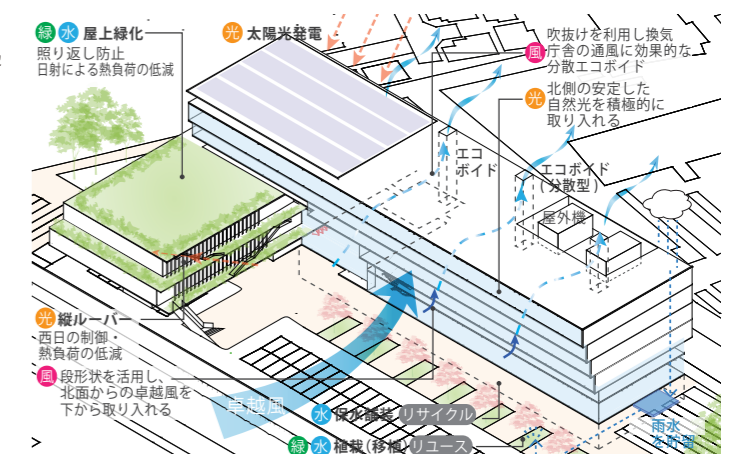 緑 水 屋上緑化
照り返し防止
日射による熱負荷の低減
光 太陽光発電
風 吹抜けを利用し換気
庁舎の通風に効果的な
分散エコボイド
光 北側の安定した
自然光を積極的に
取り入れる
エコ
ボイド
エコボイド
(分散型)
屋外機
光 縦ルーバー
西日の制御・
熱負荷の低減
風 段形状を活用し、
北面からの卓越風を
下から取り入れる
卓越風
水 保水舗装 リサイクル
緑 水 植栽(移植) リユース
雨水
を貯留